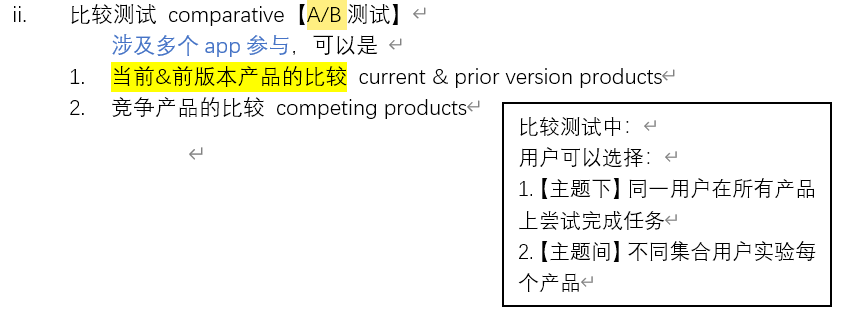 ii. 比较测试 comparative【A/B 测试】
涉及多个 app 参与，可以是
1. 当前&前版本产品的比较 current & prior version products
2. 竞争产品的比较 competing products
比较测试中：
用户可以选择：
1.【主题下】同一用户在所有产品
上尝试完成任务
2.【主题间】不同集合用户实验每
个产品